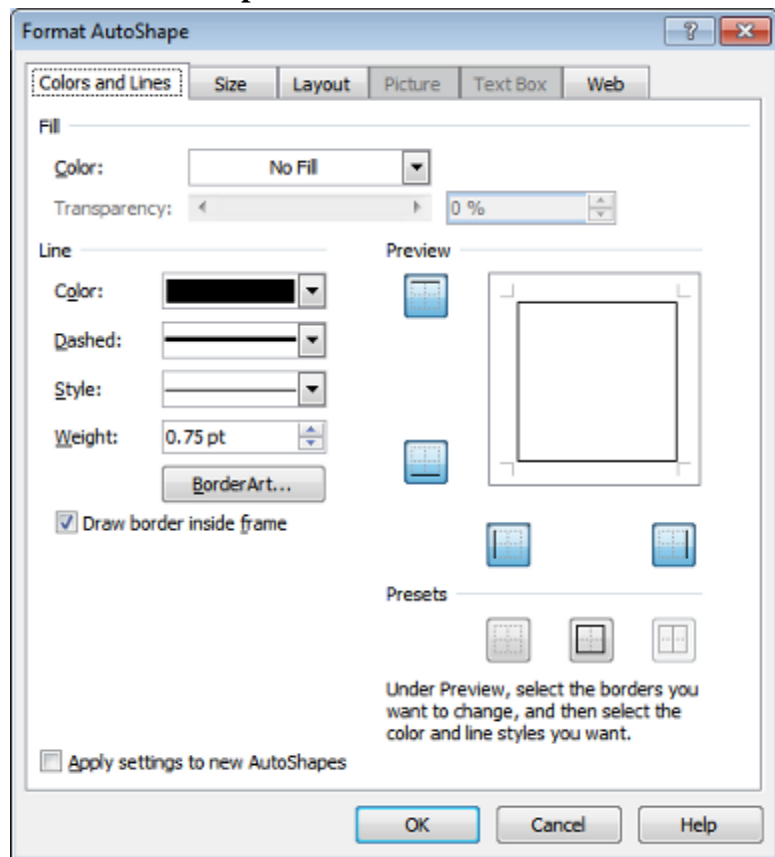 Format AutoShape
Colors and Lines Size Layout Picture Text Box Web
Fill
Color: No Fill
Transparency: 0 %
Line Preview
Color:
Dashed:
Style:
Weight: 0.75 pt
BorderArt...
Draw border inside frame
Presets
Under Preview, select the borders you
want to change, and then select the
color and line styles you want.
Apply settings to new AutoShapes
OK Cancel Help